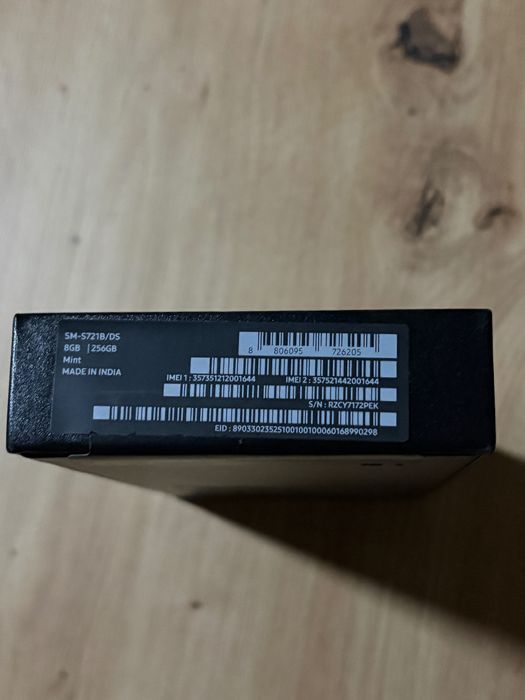 SM-S721B/DS
8GB | 256GB
Mint
MADE IN INDIA
8 806095 726205
IMEI 1 : 357351212001644 IMEI 2 : 357521442001644
S/N : RZCY7172PEK
EID : 89033023525100100100060168990298